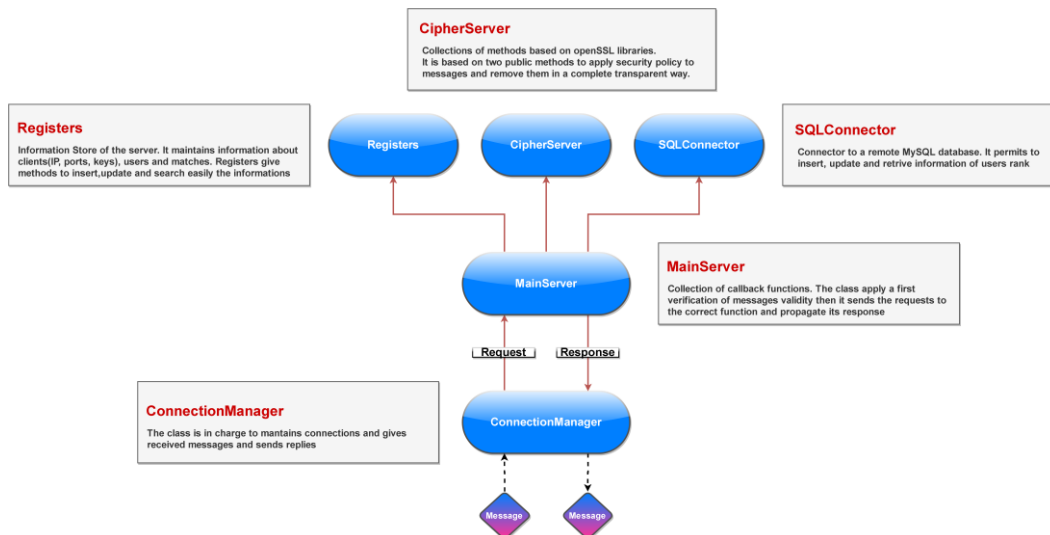 CipherServer
Collections of methods based on openSSL libraries.
It is based on two public methods to apply security policy to
messages and remove them in a complete transparent way.
Registers
Information Store of the server. It maintains information about
clients(IP, ports, keys), users and matches. Registers give
methods to insert,update and search easily the informations
Registers
CipherServer
SQLConnector
SQLConnector
Connector to a remote MySQL database. It permits to
insert, update and retrive information of users rank
MainServer
MainServer
Collection of callback functions. The class apply a first
verification of messages validity then it sends the requests to
the correct function and propagate its response
Request
Response
ConnectionManager
The class is in charge to mantains connections and gives
received messages and sends replies
ConnectionManager
Message
Message